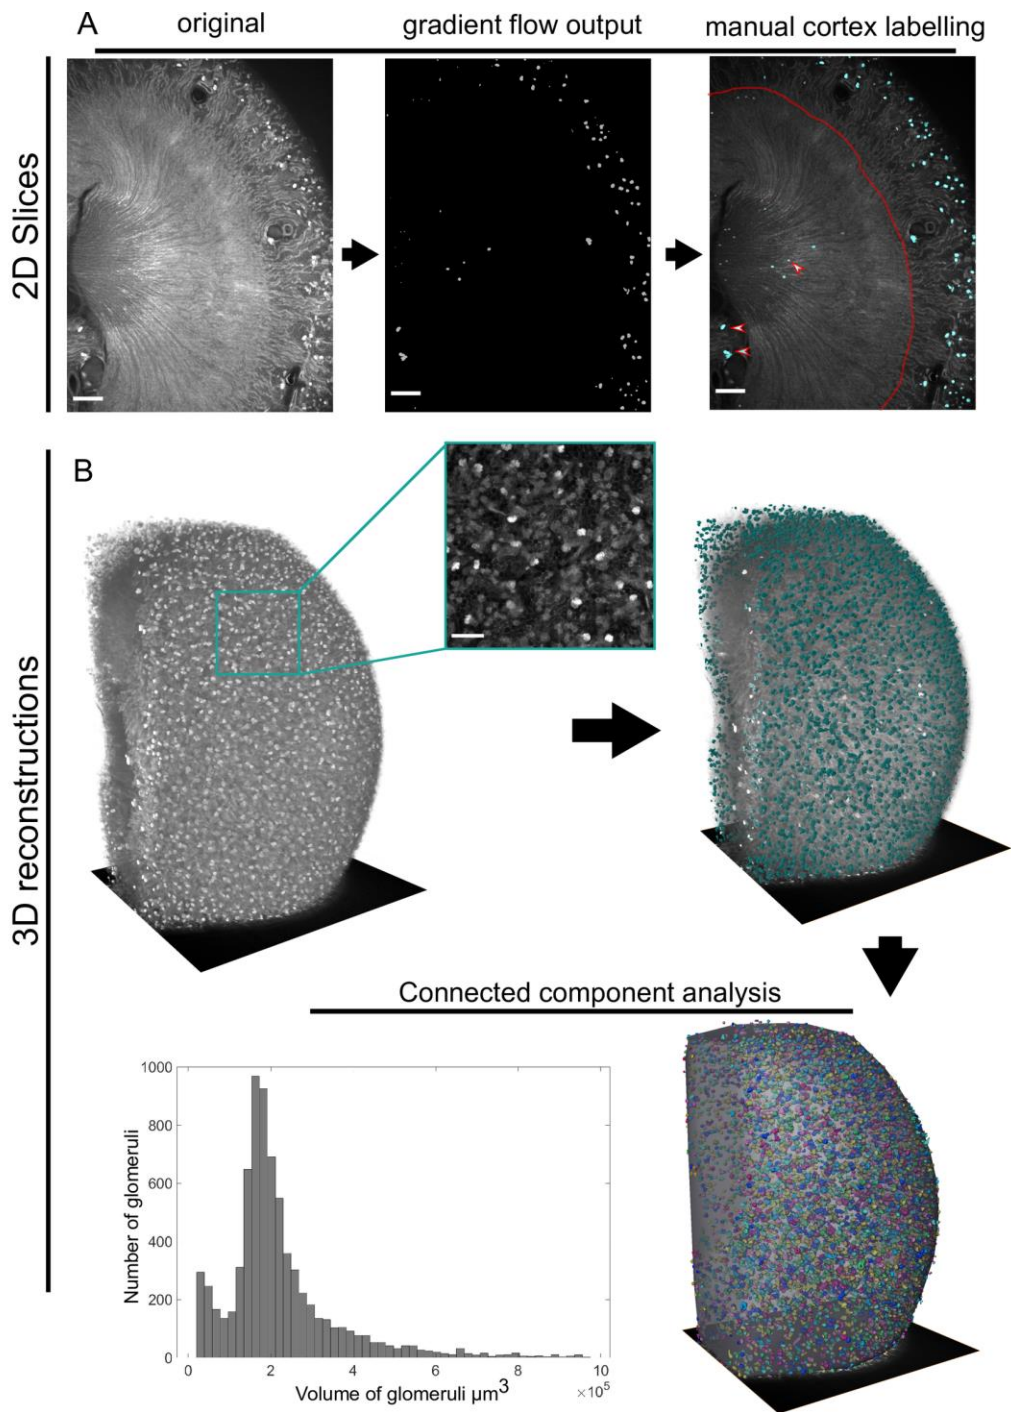 A
original
gradient flow output
manual cortex labelling
2D Slices
B
3D reconstructions
Connected component analysis
1000
800
600
400
200
0
Number of glomeruli
0
2
4
6
8
10
×10⁵
Volume of glomeruli µm³